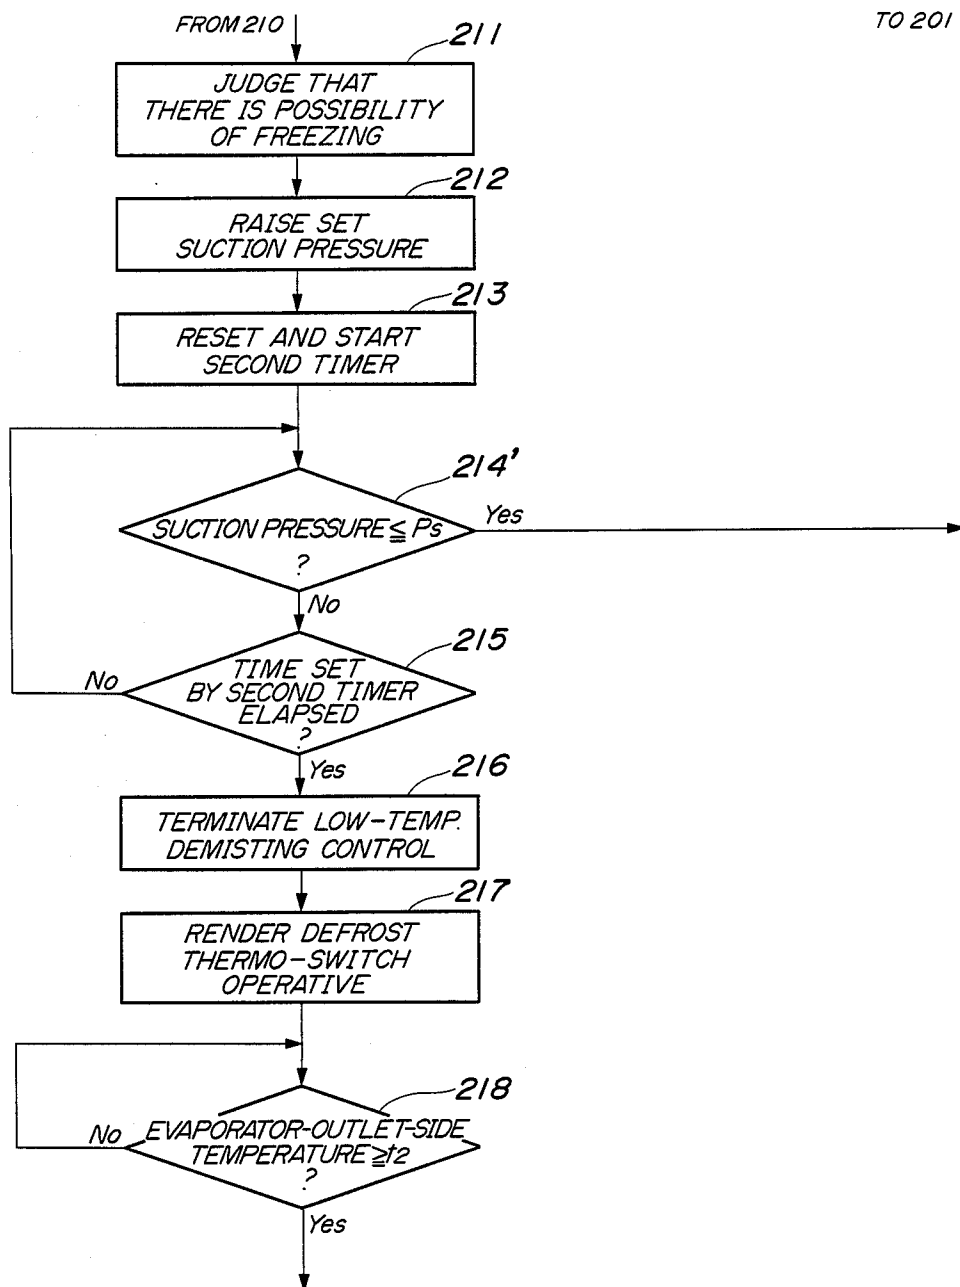 FROM 210
TO 201
211
JUDGE THAT
THERE IS POSSIBILITY
OF FREEZING
212
RAISE SET
SUCTION PRESSURE
213
RESET AND START
SECOND TIMER
214'
SUCTION PRESSURE ≦ Ps
?
Yes
No
215
TIME SET
BY SECOND TIMER
ELAPSED
?
No
Yes
216
TERMINATE LOW-TEMP.
DEMISTING CONTROL
217
RENDER DEFROST
THERMO-SWITCH
OPERATIVE
218
EVAPORATOR-OUTLET-SIDE
TEMPERATURE ≧ t2
?
No
Yes